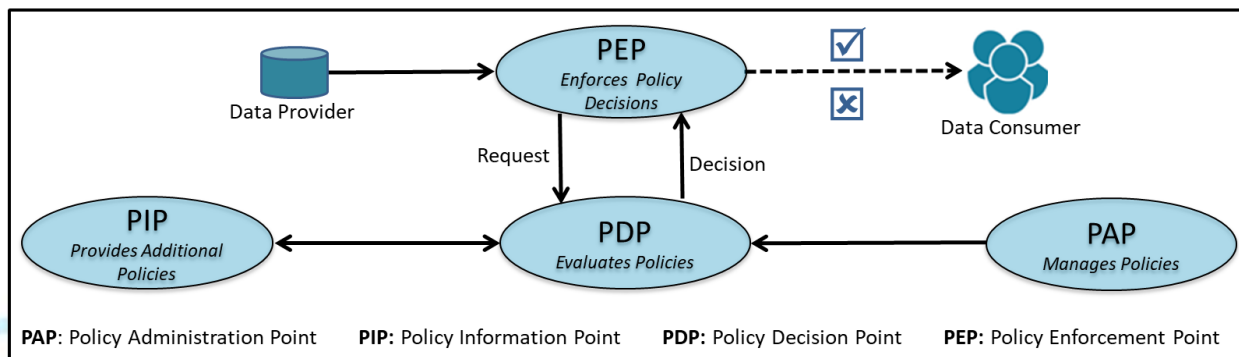 PEP
Enforces Policy
Decisions
Data Provider
Data Consumer
Request
Decision
PIP
Provides Additional
Policies
PDP
Evaluates Policies
PAP
Manages Policies
PAP: Policy Administration Point PIP: Policy Information Point PDP: Policy Decision Point PEP: Policy Enforcement Point